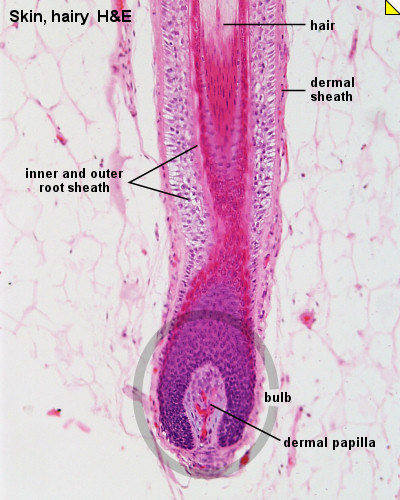 Skin, hairy H&E
hair
dermal
sheath
inner and outer
root sheath
bulb
dermal papilla